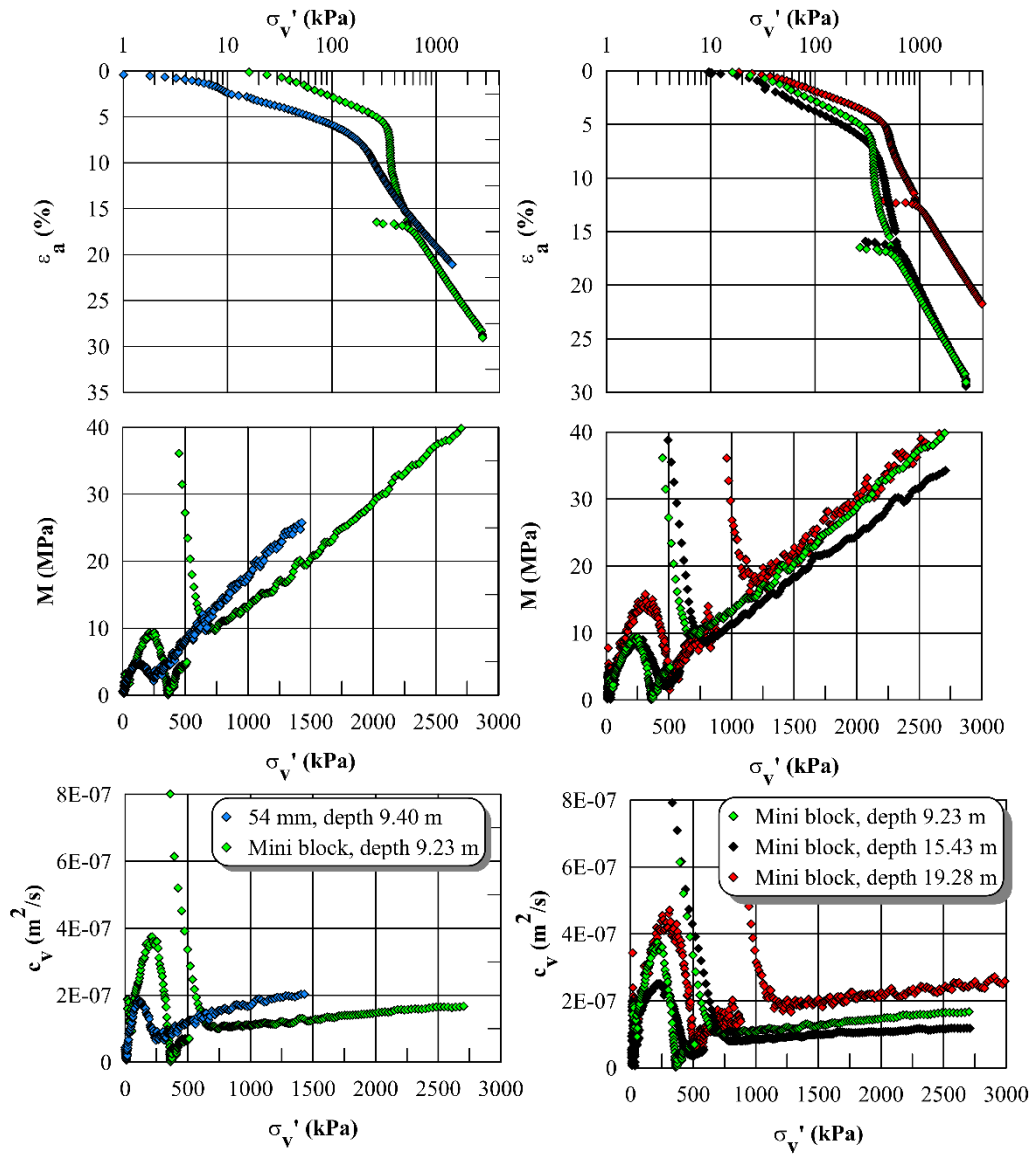 σv' (kPa)
1 10 100 1000
0
5
10
15
20
25
30
35
εa (%)
σv' (kPa)
1 10 100 1000
0
5
10
15
20
25
30
εa (%)
40
30
20
10
0
M (MPa)
0 500 1000 1500 2000 2500 3000
σv' (kPa)
40
30
20
10
0
M (MPa)
0 500 1000 1500 2000 2500 3000
σv' (kPa)
8E-07
6E-07
4E-07
2E-07
0
cv (m²/s)
54 mm, depth 9.40 m
Mini block, depth 9.23 m
0 500 1000 1500 2000 2500 3000
σv' (kPa)
8E-07
6E-07
4E-07
2E-07
0
cv (m²/s)
Mini block, depth 9.23 m
Mini block, depth 15.43 m
Mini block, depth 19.28 m
0 500 1000 1500 2000 2500 3000
σv' (kPa)